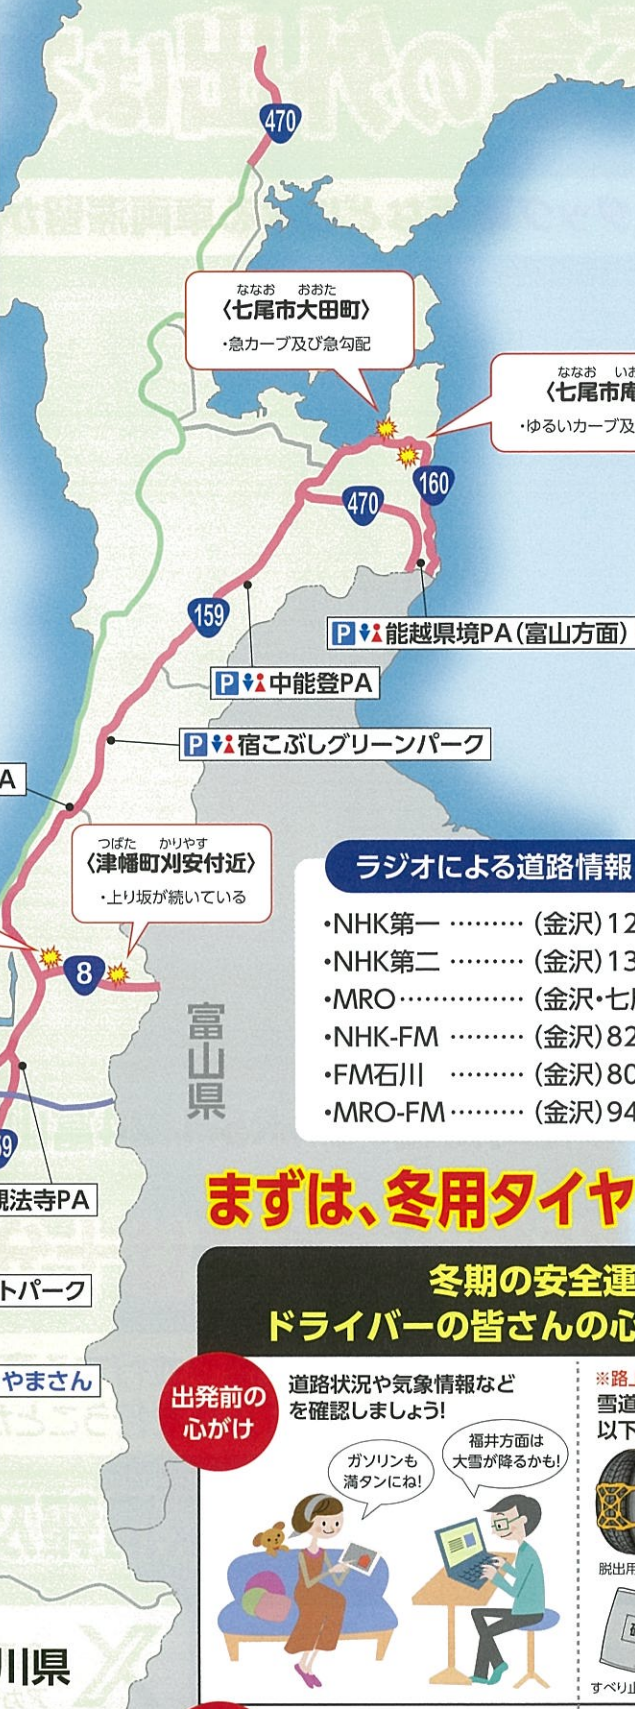 470
ななお おおた
〈七尾市大田町〉
・急カーブ及び急勾配
ななお
〈七尾市
・ゆるいカーブ及
160
470
159
P 能越県境PA(富山方面)
P 中能登PA
P 宿こぶしグリーンパーク
A
つばた かりやす
〈津幡町刈安付近〉
・上り坂が続いている
8
富山県
ラジオによる道路情報
・NHK第一 ……… (金沢)12
・NHK第二 ……… (金沢)13
・MRO…………… (金沢・七
・NHK-FM ……… (金沢)82
・FM石川 ……… (金沢)80
・MRO-FM ……… (金沢)94
法寺PA
トパーク
やまさん
川県
まずは、冬用タイヤ
冬期の安全運
ドライバーの皆さんの心
出発前の
心がけ
道路状況や気象情報など
を確認しましょう!
ガソリンも
満タンにね!
福井方面は
大雪が降るかも!
※路
雪道
以下
脱出用
すべり止